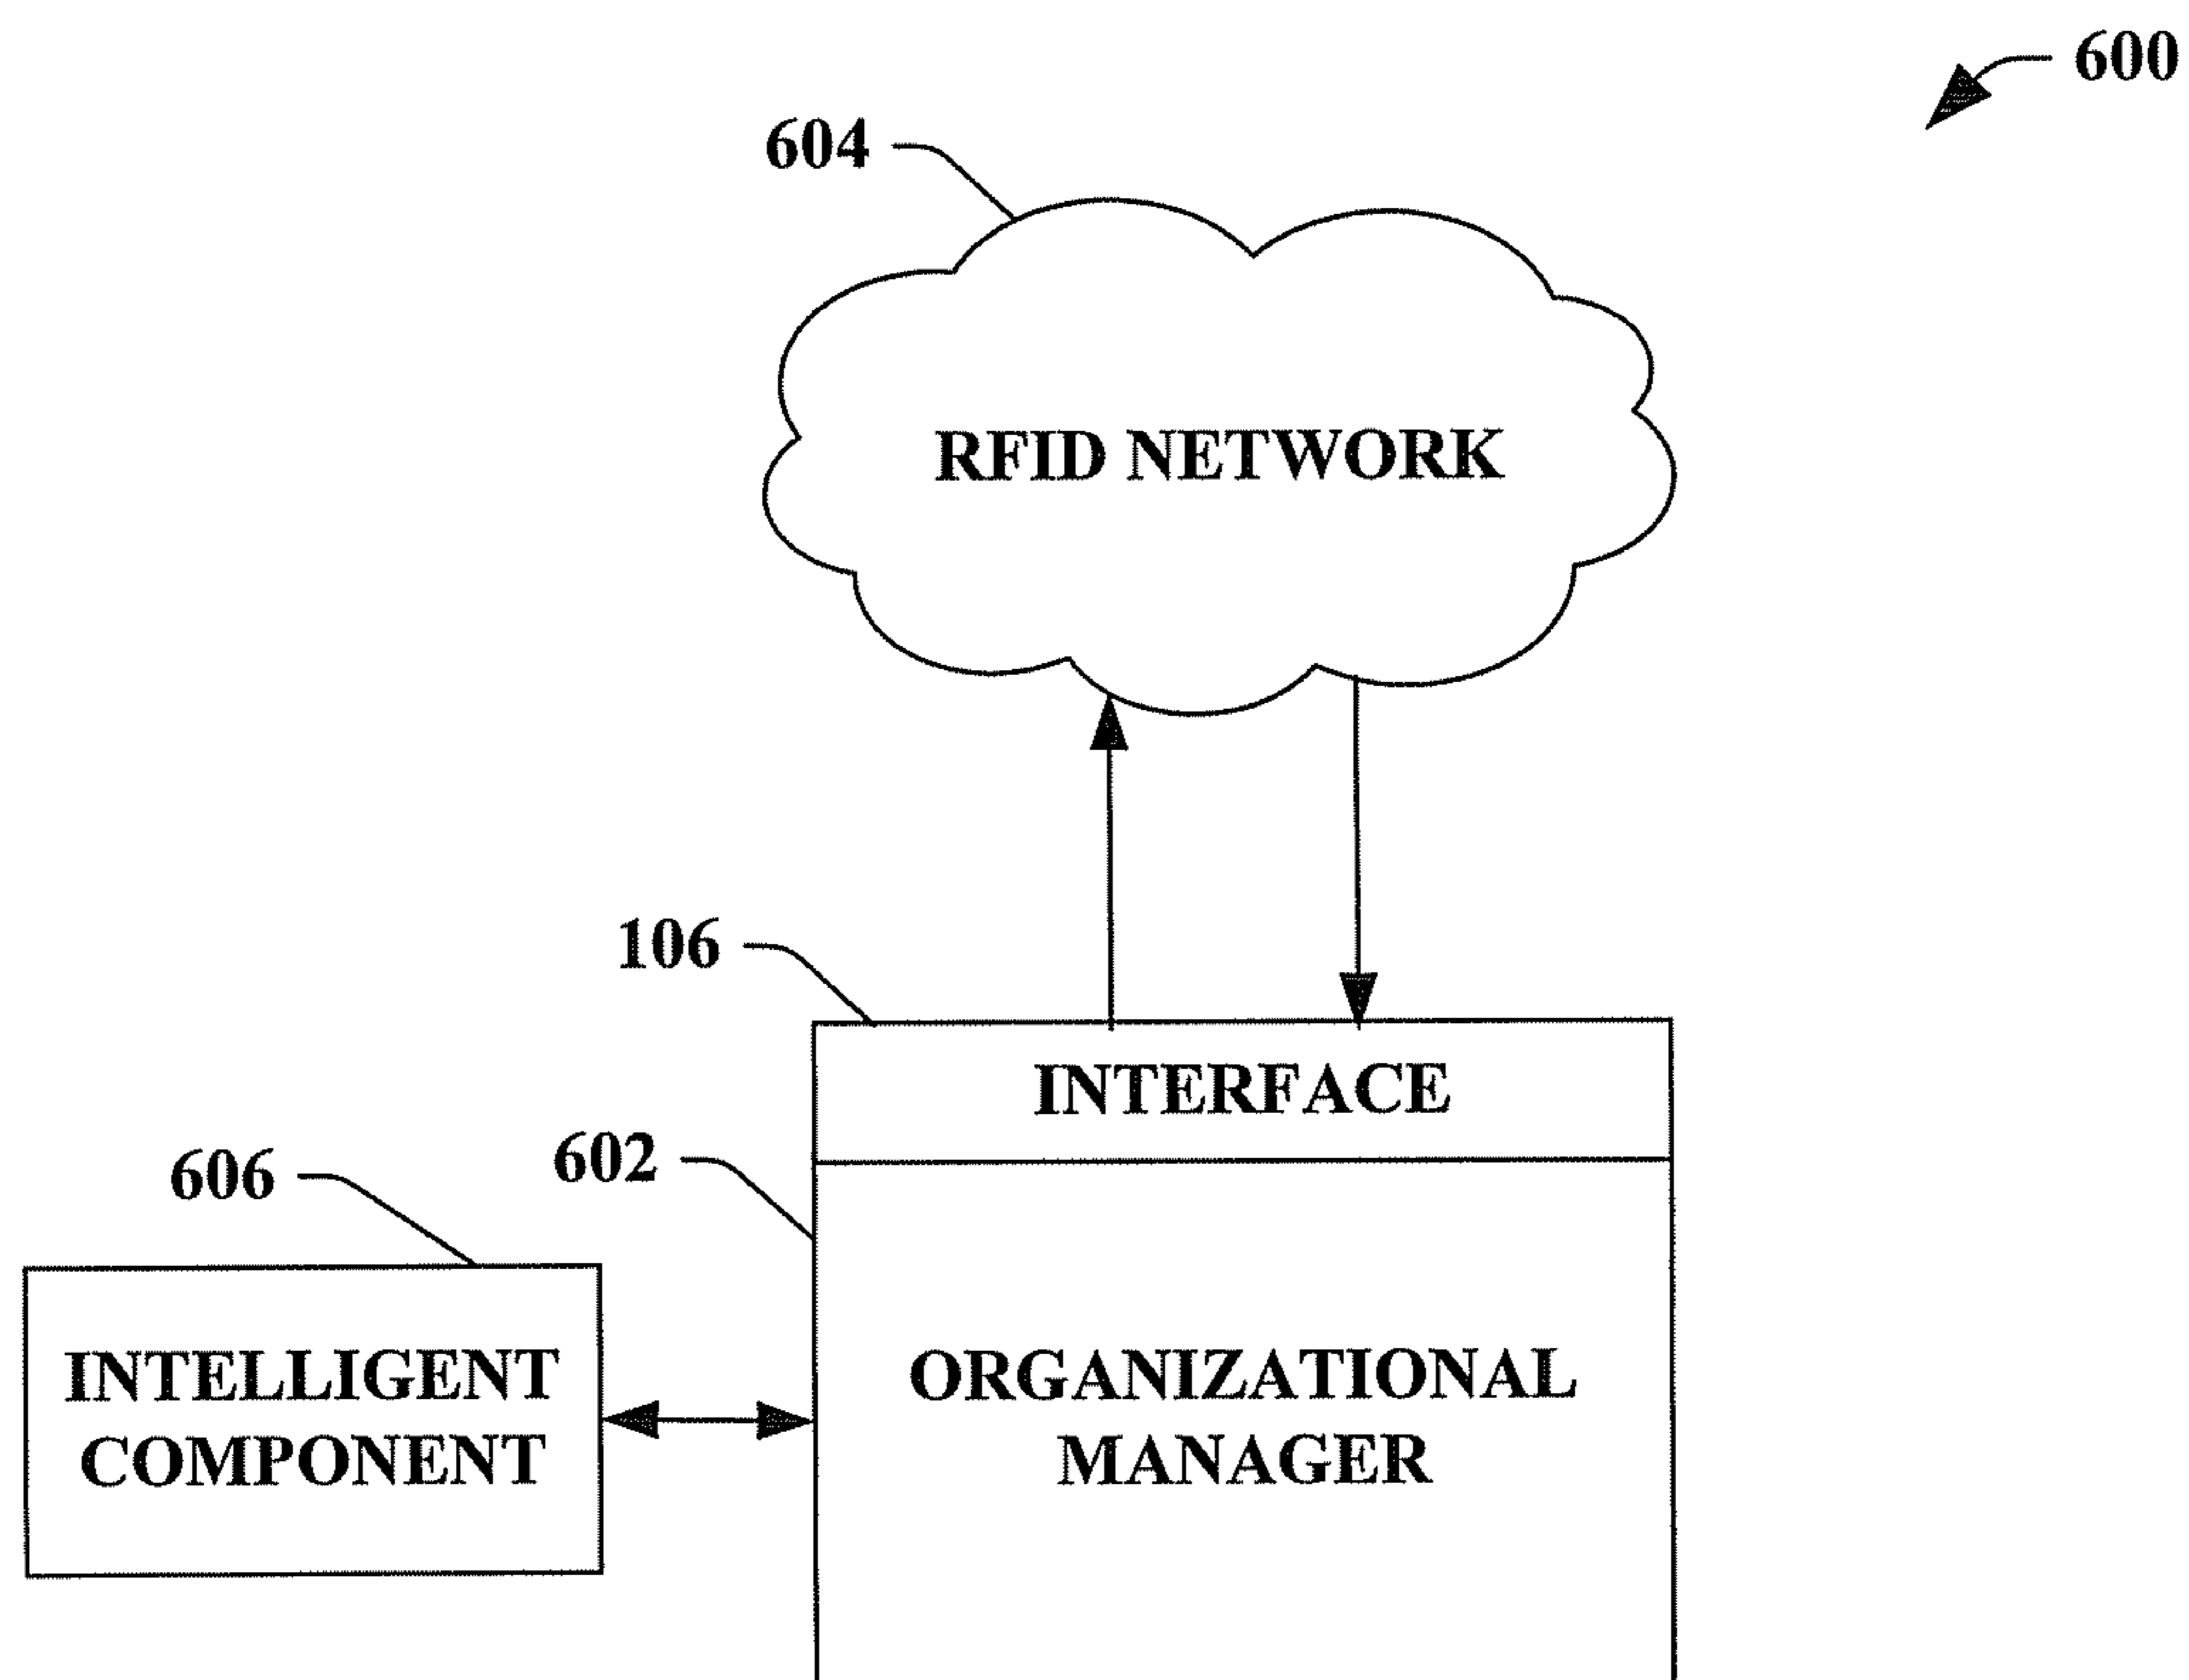 600
604
RFID NETWORK
106
INTERFACE
602
606
INTELLIGENT
COMPONENT
ORGANIZATIONAL
MANAGER